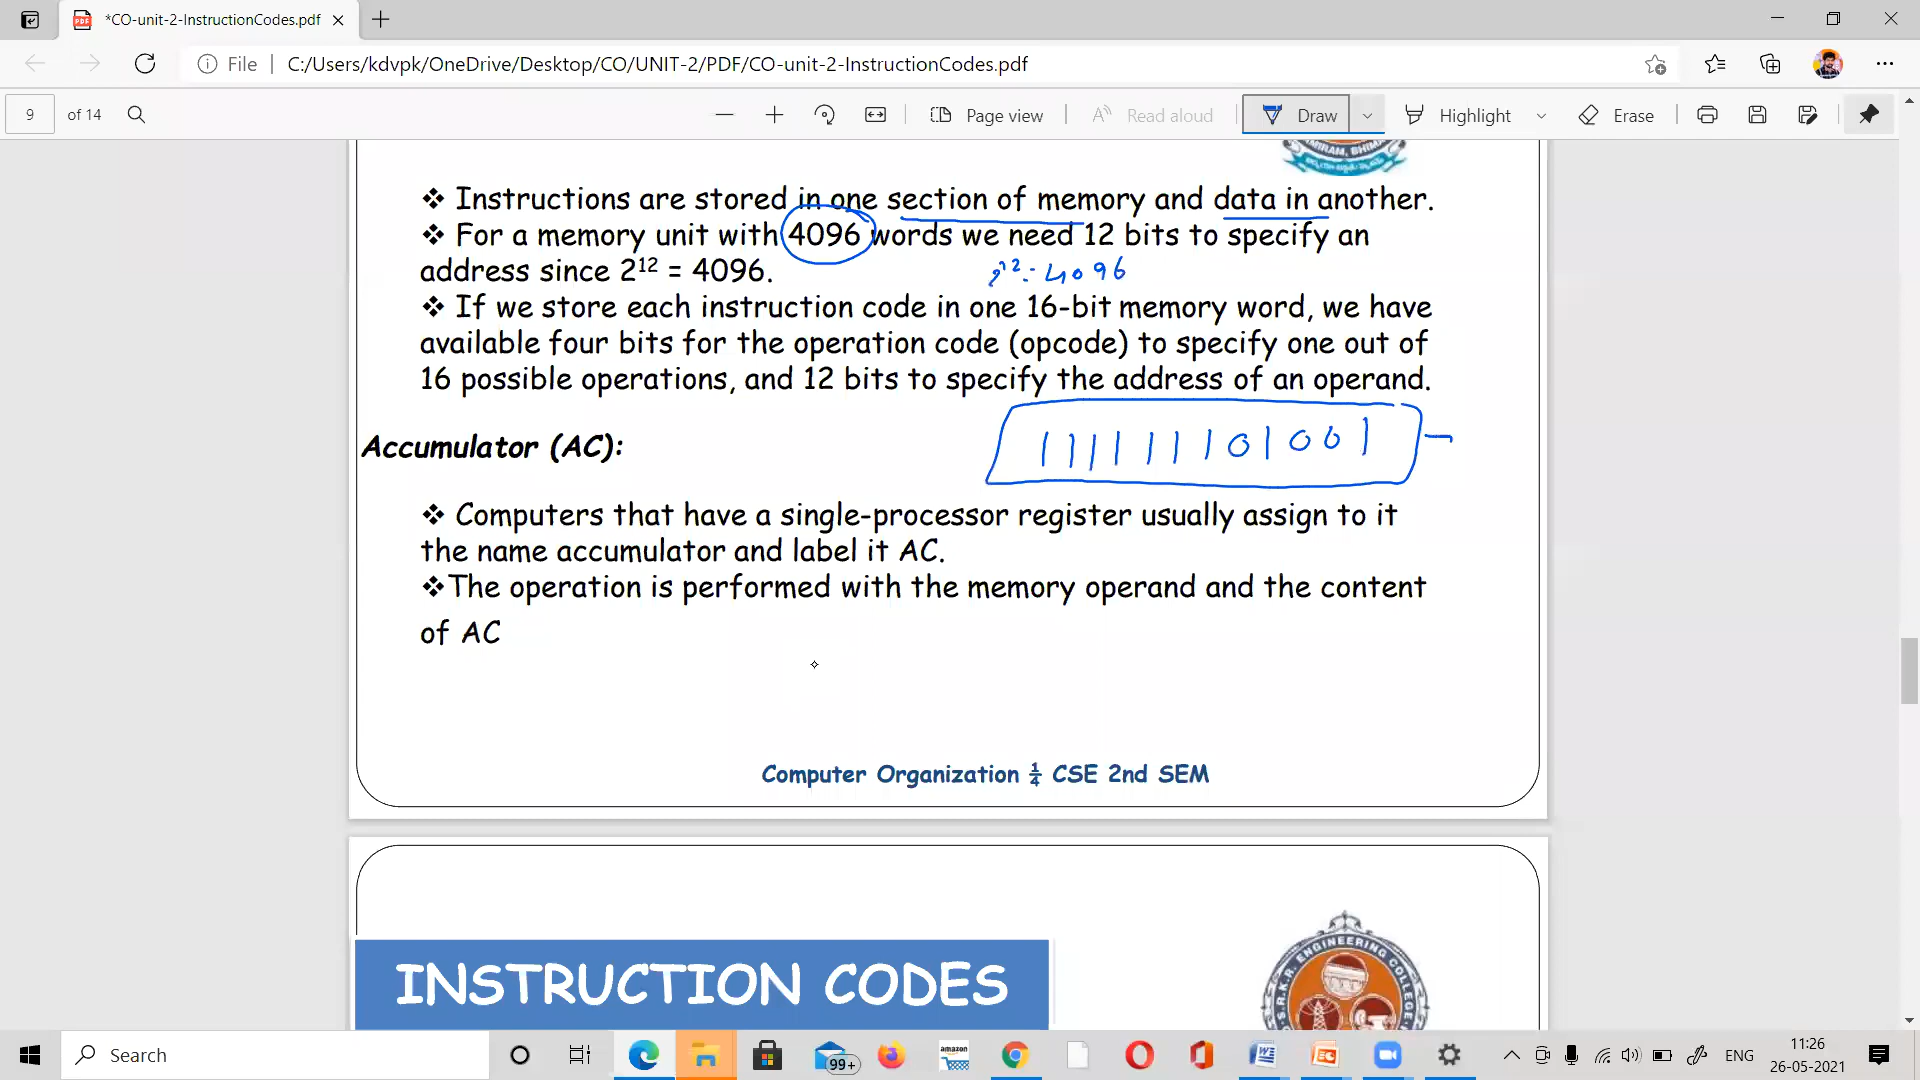 *CO-unit-2-InstructionCodes.pdf
File C:/Users/kdvpk/OneDrive/Desktop/CO/UNIT-2/PDF/CO-unit-2-InstructionCodes.pdf
9 of 14 Page view Read aloud Draw Highlight Erase
❖ Instructions are stored in one section of memory and data in another.
❖ For a memory unit with 4096 words we need 12 bits to specify an
address since 2¹² = 4096.
2¹² = 4096
❖ If we store each instruction code in one 16-bit memory word, we have
available four bits for the operation code (opcode) to specify one out of
16 possible operations, and 12 bits to specify the address of an operand.
Accumulator (AC):
111111101001
❖ Computers that have a single-processor register usually assign to it
the name accumulator and label it AC.
❖The operation is performed with the memory operand and the content
of AC
Computer Organization ¼ CSE 2nd SEM
INSTRUCTION CODES
S.R.K.R. ENGINEERING COLLEGE
Search
99+
amazon
ENG
11:26
26-05-2021